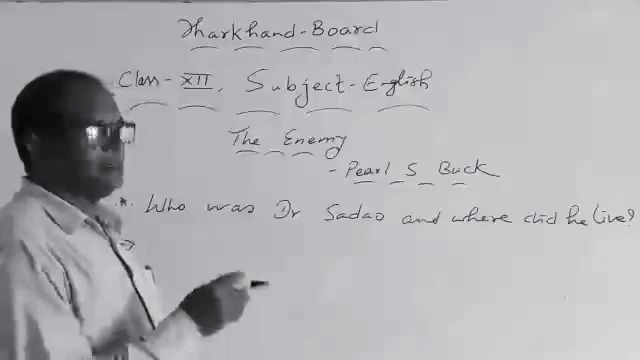 Jharkhand-Board
Class-XII, Subject-English
The Enemy
- Pearl S Buck
* Who was Dr Sadao and where did he live?
→